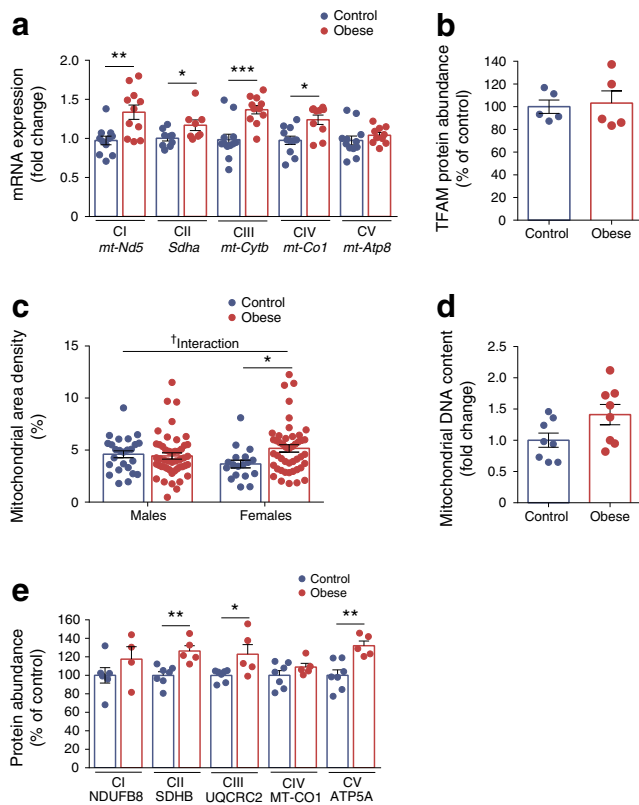 a
Control
Obese
mRNA expression
(fold change)
2.0
1.5
1.0
0.5
0
**
*
***
*
CI CII CIII CIV CV
mt-Nd5 Sdha mt-Cytb mt-Co1 mt-Atp8
b
TFAM protein abundance
(% of control)
140
120
100
80
60
40
20
0
Control Obese
c
Control
Obese
Mitochondrial area density
(%)
15
10
5
0
†Interaction
*
Males Females
d
Mitochondrial DNA content
(fold change)
2.5
2.0
1.5
1.0
0.5
0
Control Obese
e
Control
Obese
Protein abundance
(% of control)
160
140
120
100
80
60
40
20
0
**
*
**
CI CII CIII CIV CV
NDUFB8 SDHB UQCRC2 MT-CO1 ATP5A